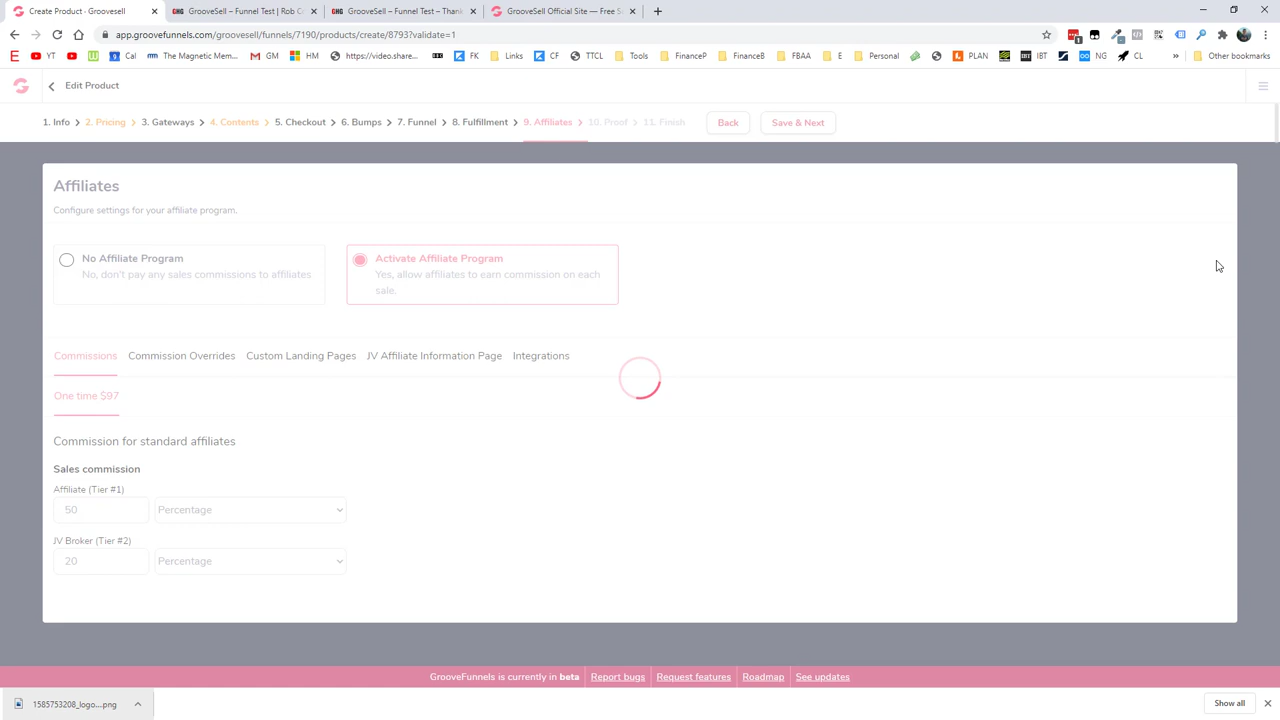 Create Product - Groovesell
GrooveSell - Funnel Test | Rob C
GrooveSell - Funnel Test – Thank
GrooveSell Official Site — Free S
app.groovefunnels.com/groovesell/funnels/7190/products/create/8793?validate=1
YT Cal The Magnetic Mem... GM HM https://video.share... FK Links CF TTCL Tools FinanceP FinanceB FBAA E Personal PLAN IBT NG CL Other bookmarks
Edit Product
1. Info 2. Pricing 3. Gateways 4. Contents 5. Checkout 6. Bumps 7. Funnel 8. Fulfillment 9. Affiliates 10. Proof 11. Finish Back Save & Next
Affiliates
Configure settings for your affiliate program.
No Affiliate Program
No, don't pay any sales commissions to affiliates
Activate Affiliate Program
Yes, allow affiliates to earn commission on each
sale.
Commissions Commission Overrides Custom Landing Pages JV Affiliate Information Page Integrations
One time $97
Commission for standard affiliates
Sales commission
Affiliate (Tier #1)
50 Percentage
JV Broker (Tier #2)
20 Percentage
GrooveFunnels is currently in beta Report bugs Request features Roadmap See updates
1585753208_logo....png Show all